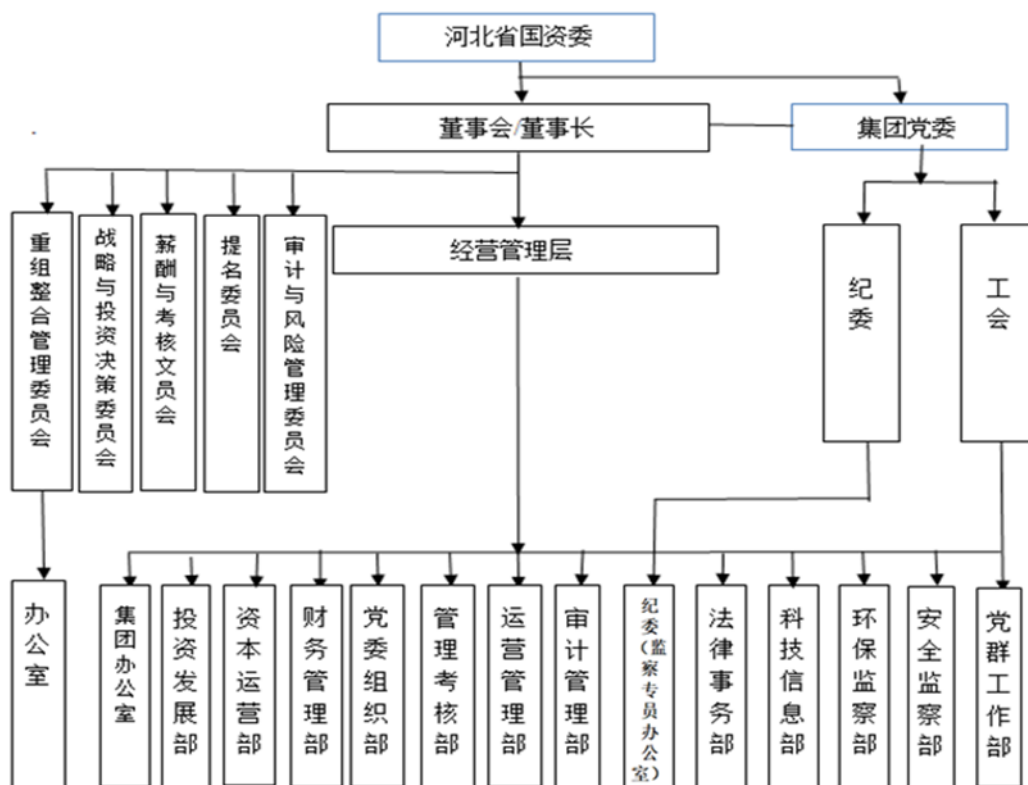 河北省国资委
董事会/董事长
集团党委
重组整合管理委员会
战略与投资决策委员会
薪酬与考核文员会
提名委员会
审计与风险管理委员会
经营管理层
纪委
工会
办公室
集团办公室
投资发展部
资本运营部
财务管理部
党委组织部
管理考核部
运营管理部
审计管理部
纪委（监察专员办公室）
法律事务部
科技信息部
环保监察部
安全监察部
党群工作部